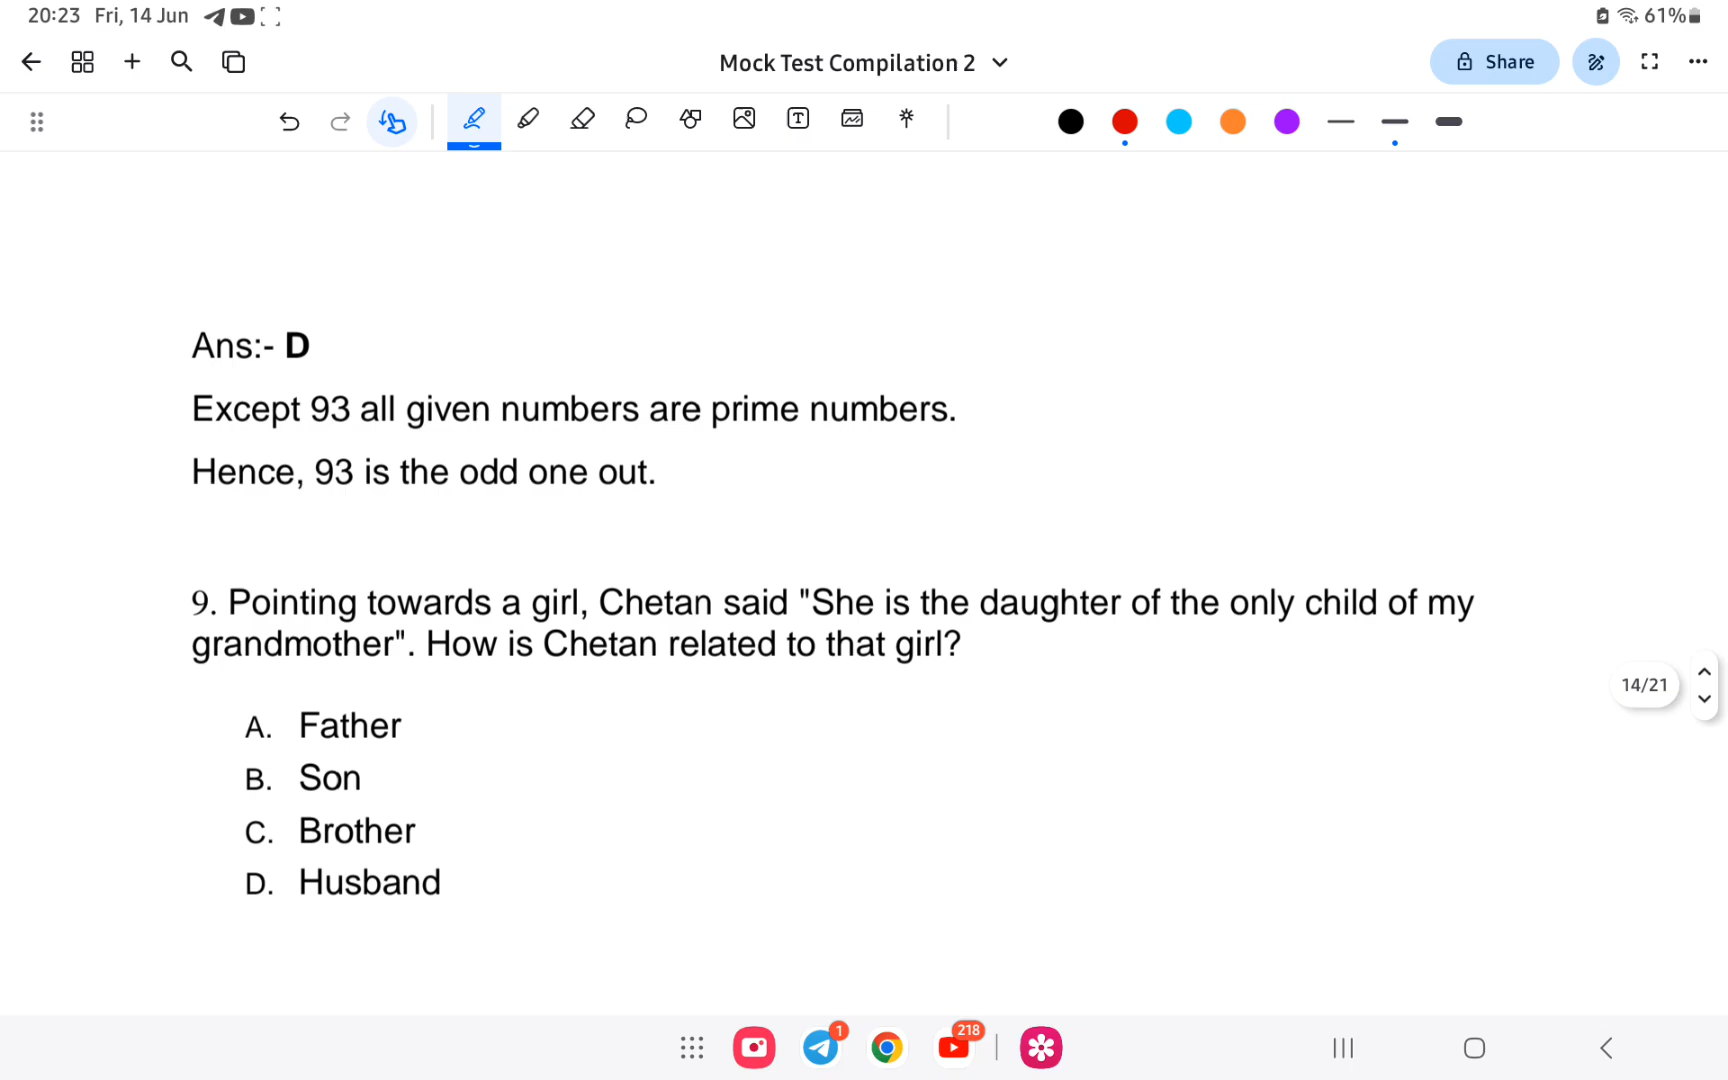 20:23 Fri, 14 Jun
61%
Mock Test Compilation 2
Share
Ans:- D
Except 93 all given numbers are prime numbers.
Hence, 93 is the odd one out.
9. Pointing towards a girl, Chetan said "She is the daughter of the only child of my
grandmother". How is Chetan related to that girl?
14/21
A. Father
B. Son
C. Brother
D. Husband
1
218